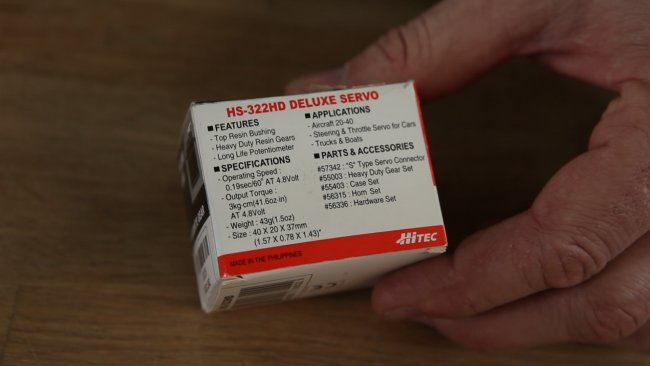 HS-322HD DELUXE SERVO
■FEATURES
- Top Resin Bushing
- Heavy Duty Resin Gears
- Long Life Potentiometer
■SPECIFICATIONS
- Operating Speed :
0.19sec/60° AT 4.8Volt
- Output Torque :
3kg·cm(41.6oz·in)
AT 4.8Volt
- Weight : 43g(1.5oz)
- Size : 40 X 20 X 37mm
(1.57 X 0.78 X 1.43)"
■APPLICATIONS
- Aircraft 20-40
- Steering & Throttle Servo for Cars
- Trucks & Boats
■PARTS & ACCESSORIES
#57342 : "S" Type Servo Connector
#55003 : Heavy Duty Gear Set
#55403 : Case Set
#56315 : Horn Set
#56336 : Hardware Set
MADE IN THE PHILIPPINES
HiTEC